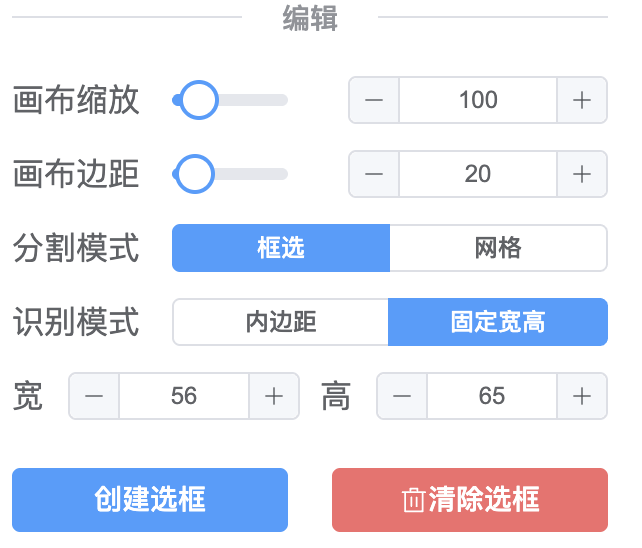 编辑
画布缩放 100
画布边距 20
分割模式 框选 网格
识别模式 内边距 固定宽高
宽 56 高 65
创建选框 清除选框